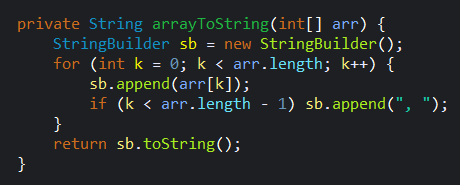 private String arrayToString(int[] arr) {
    StringBuilder sb = new StringBuilder();
    for (int k = 0; k < arr.length; k++) {
        sb.append(arr[k]);
        if (k < arr.length - 1) sb.append(", ");
    }
    return sb.toString();
}